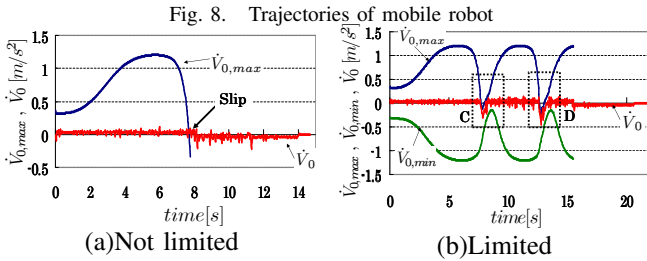 Fig. 8. Trajectories of mobile robot
V̇0,max , V̇0 [m/s²]
1.5
1
0.5
0
-0.5
0 2 4 6 8 10 12 14
V̇0,max
Slip
V̇0
time[s]
(a)Not limited
V̇0,max , V̇0,min , V̇0 [m/s²]
1.5
1
0.5
0
-0.5
-1
-1.5
0 5 10 15 20
V̇0,max
C
D
V̇0
V̇0,min
time[s]
(b)Limited